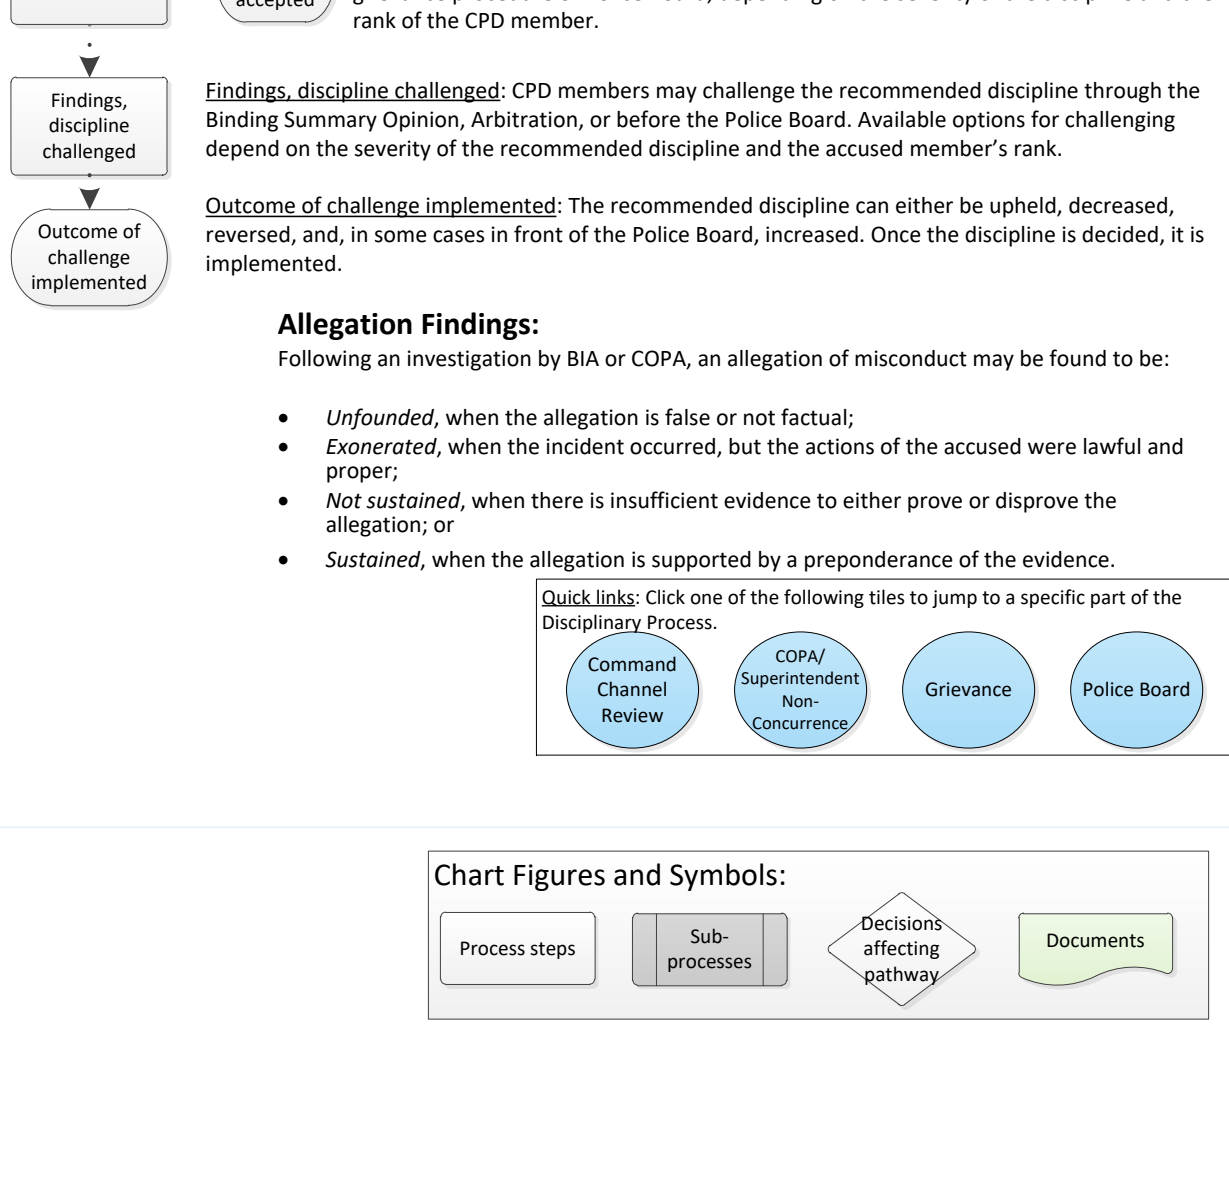 accepted
rank of the CPD member.
Findings,
discipline
challenged
Findings, discipline challenged: CPD members may challenge the recommended discipline through the
Binding Summary Opinion, Arbitration, or before the Police Board. Available options for challenging
depend on the severity of the recommended discipline and the accused member’s rank.
Outcome of
challenge
implemented
Outcome of challenge implemented: The recommended discipline can either be upheld, decreased,
reversed, and, in some cases in front of the Police Board, increased. Once the discipline is decided, it is
implemented.
Allegation Findings:
Following an investigation by BIA or COPA, an allegation of misconduct may be found to be:
• Unfounded, when the allegation is false or not factual;
• Exonerated, when the incident occurred, but the actions of the accused were lawful and
proper;
• Not sustained, when there is insufficient evidence to either prove or disprove the
allegation; or
• Sustained, when the allegation is supported by a preponderance of the evidence.
Quick links: Click one of the following tiles to jump to a specific part of the
Disciplinary Process.
Command
Channel
Review
COPA/
Superintendent
Non-
Concurrence
Grievance
Police Board
Chart Figures and Symbols:
Process steps
Sub-
processes
Decisions
affecting
pathway
Documents